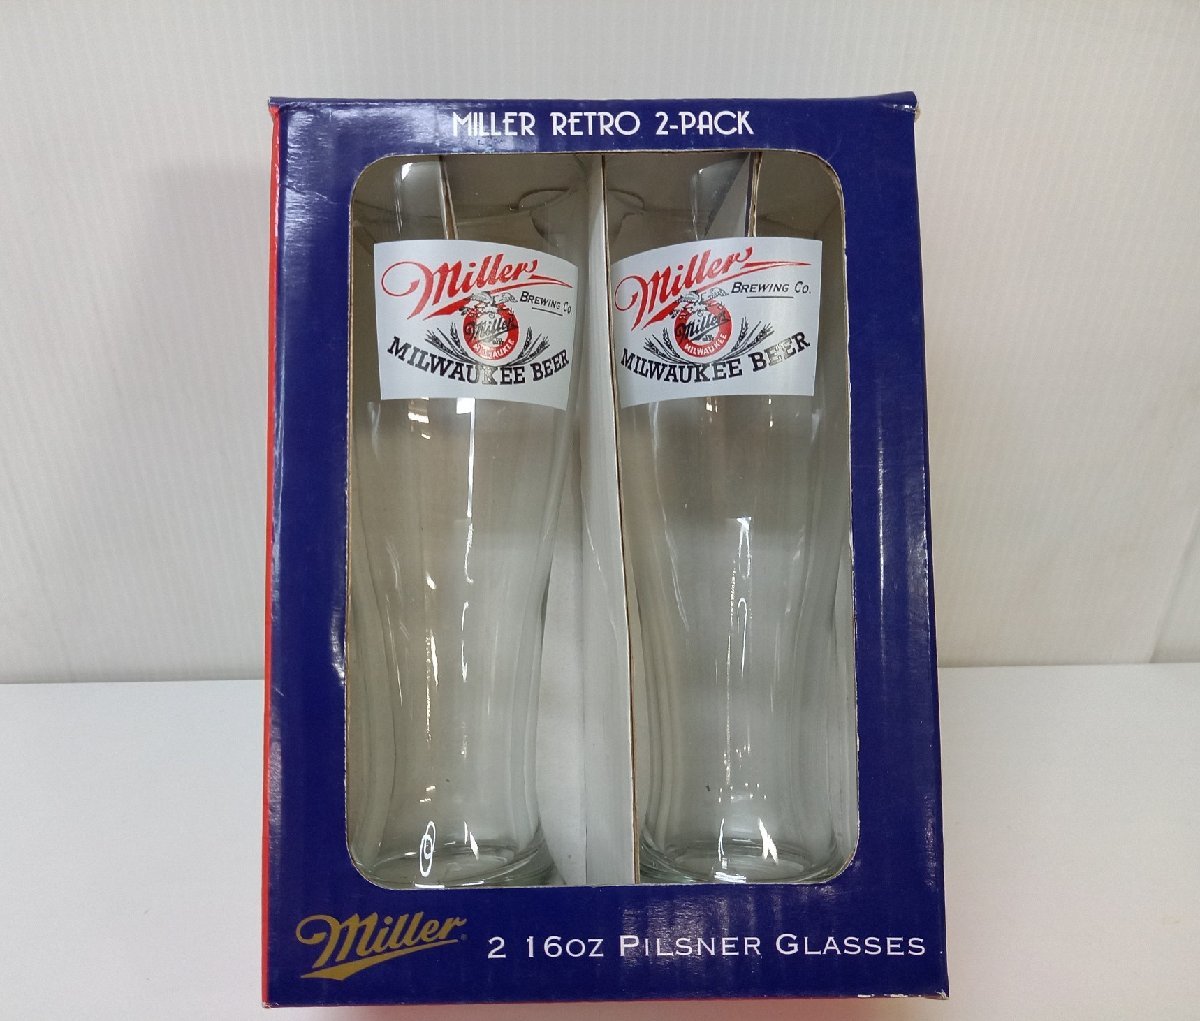 MILLER RETRO 2-PACK
Miller
BREWING CO.
Miller
MILWAUKEE
MILWAUKEE BEER
Miller
BREWING CO.
Miller
MILWAUKEE
MILWAUKEE BEER
Miller
2 16OZ PILSNER GLASSES